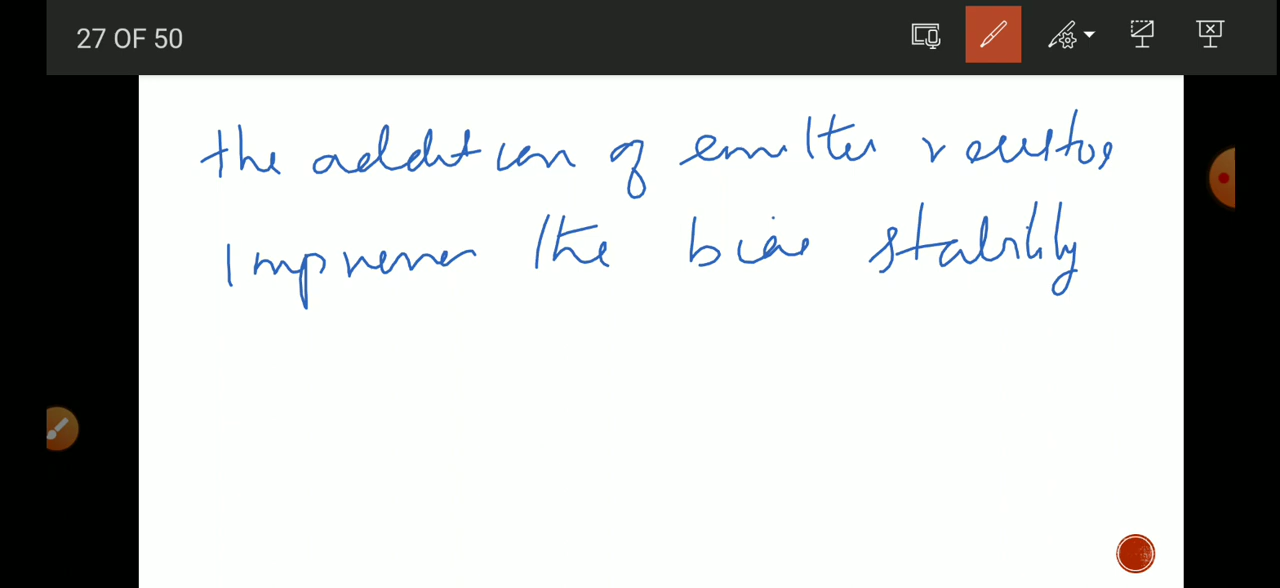 27 OF 50
the addition of emitter resistor
Improves the bias stability